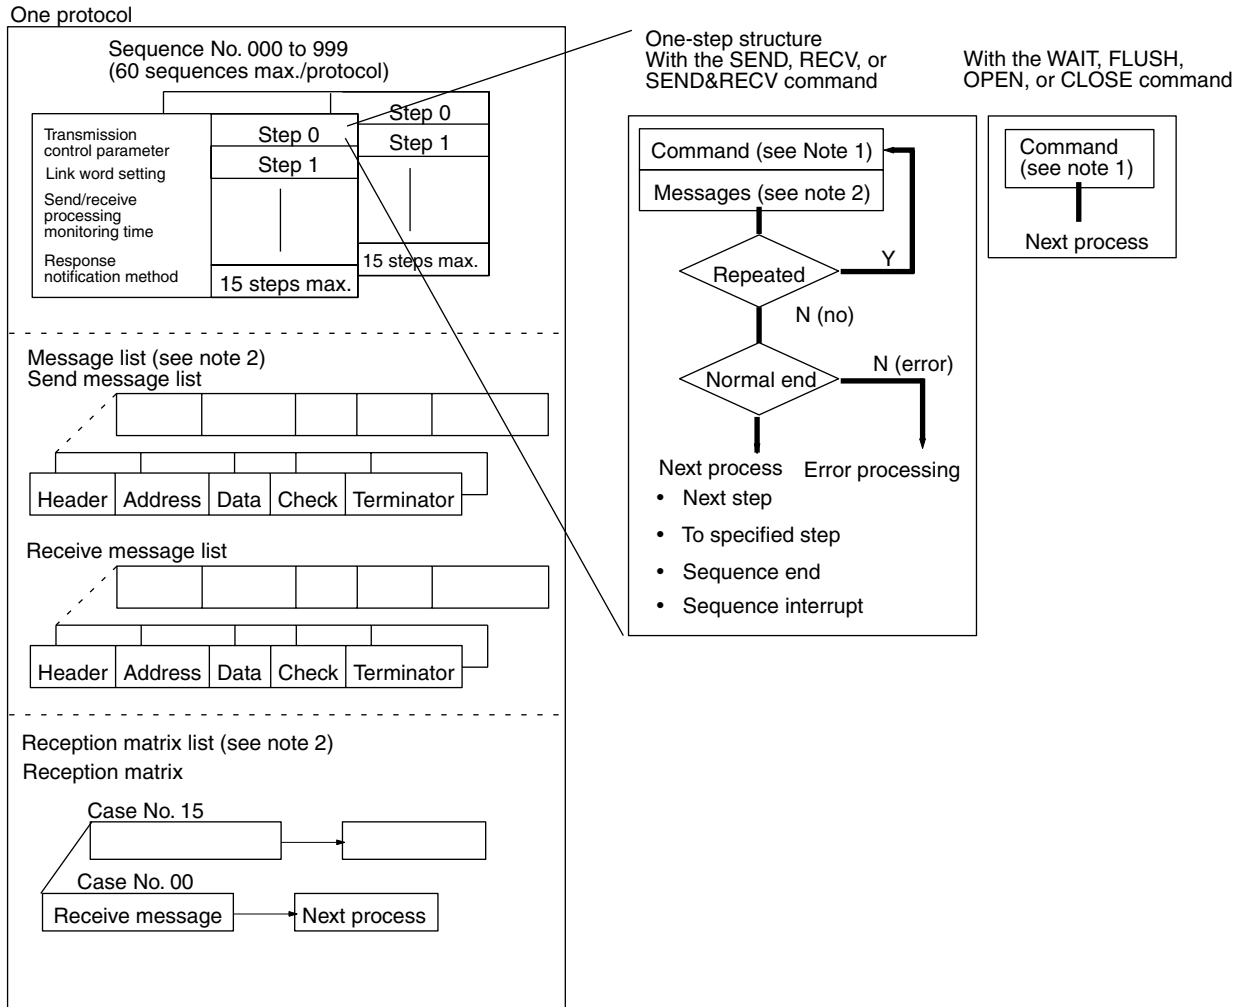 One protocol
Sequence No. 000 to 999
(60 sequences max./protocol)
Transmission
control parameter
Link word setting
Send/receive
processing
monitoring time
Response
notification method
Step 0
Step 1
15 steps max.
Step 0
Step 1
15 steps max.
Message list (see note 2)
Send message list
Header
Address
Data
Check
Terminator
Receive message list
Header
Address
Data
Check
Terminator
Reception matrix list (see note 2)
Reception matrix
Case No. 15
Case No. 00
Receive message
Next process
One-step structure
With the SEND, RECV, or
SEND&RECV command
Command (see Note 1)
Messages (see note 2)
Repeated
Y
N (no)
Normal end
N (error)
Next process
Error processing
• Next step
• To specified step
• Sequence end
• Sequence interrupt
With the WAIT, FLUSH,
OPEN, or CLOSE command
Command
(see note 1)
Next process